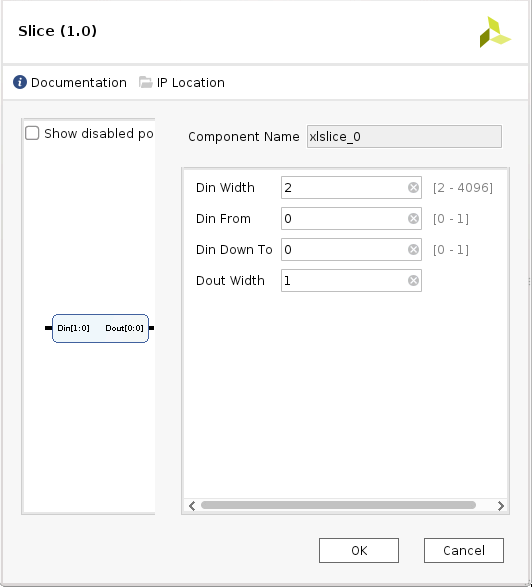 Slice (1.0)
Documentation IP Location
Show disabled po
Component Name xlslice_0
Din Width 2 [2 - 4096]
Din From 0 [0 - 1]
Din Down To 0 [0 - 1]
Dout Width 1
Din[1:0] Dout[0:0]
OK Cancel